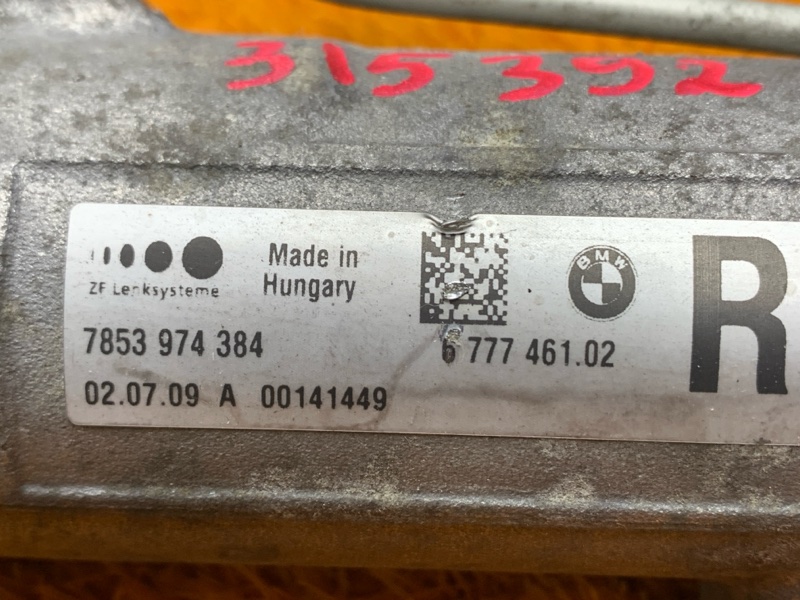 315392
Made in
Hungary
ZF Lenksysteme
BMW
R
7853 974 384
6 777 461.02
02.07.09 A 00141449